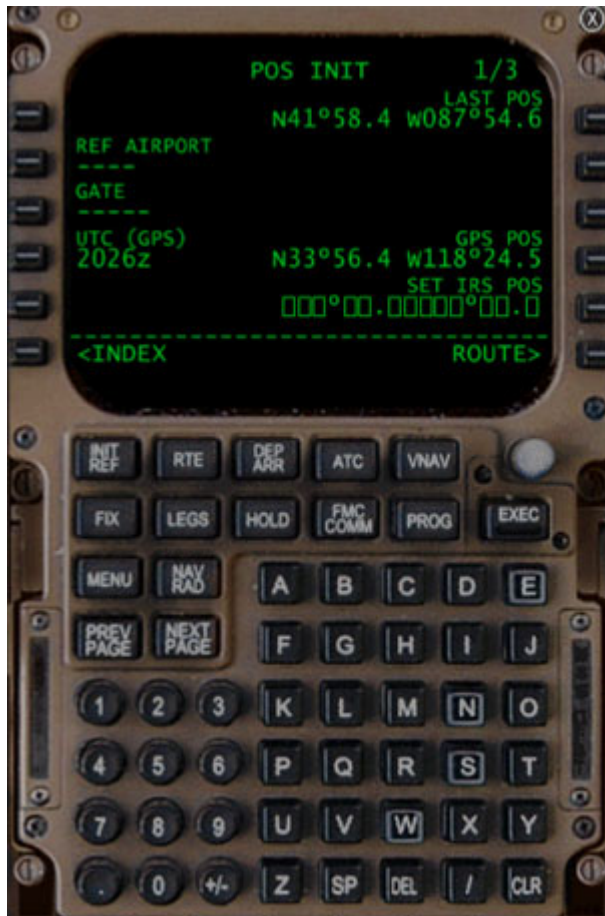 X
POS INIT 1/3
LAST POS
N41°58.4 W087°54.6
REF AIRPORT
----
GATE
-----
UTC (GPS) GPS POS
2026z N33°56.4 W118°24.5
SET IRS POS
□□□°□□.□□□□□°□□.□
<INDEX ROUTE>
INIT REF RTE DEP ARR ATC VNAV
FIX LEGS HOLD FMC COMM PROG EXEC
MENU NAV RAD A B C D E
PREV PAGE NEXT PAGE F G H I J
1 2 3 K L M N O
4 5 6 P Q R S T
7 8 9 U V W X Y
. 0 +/- Z SP DEL / CLR